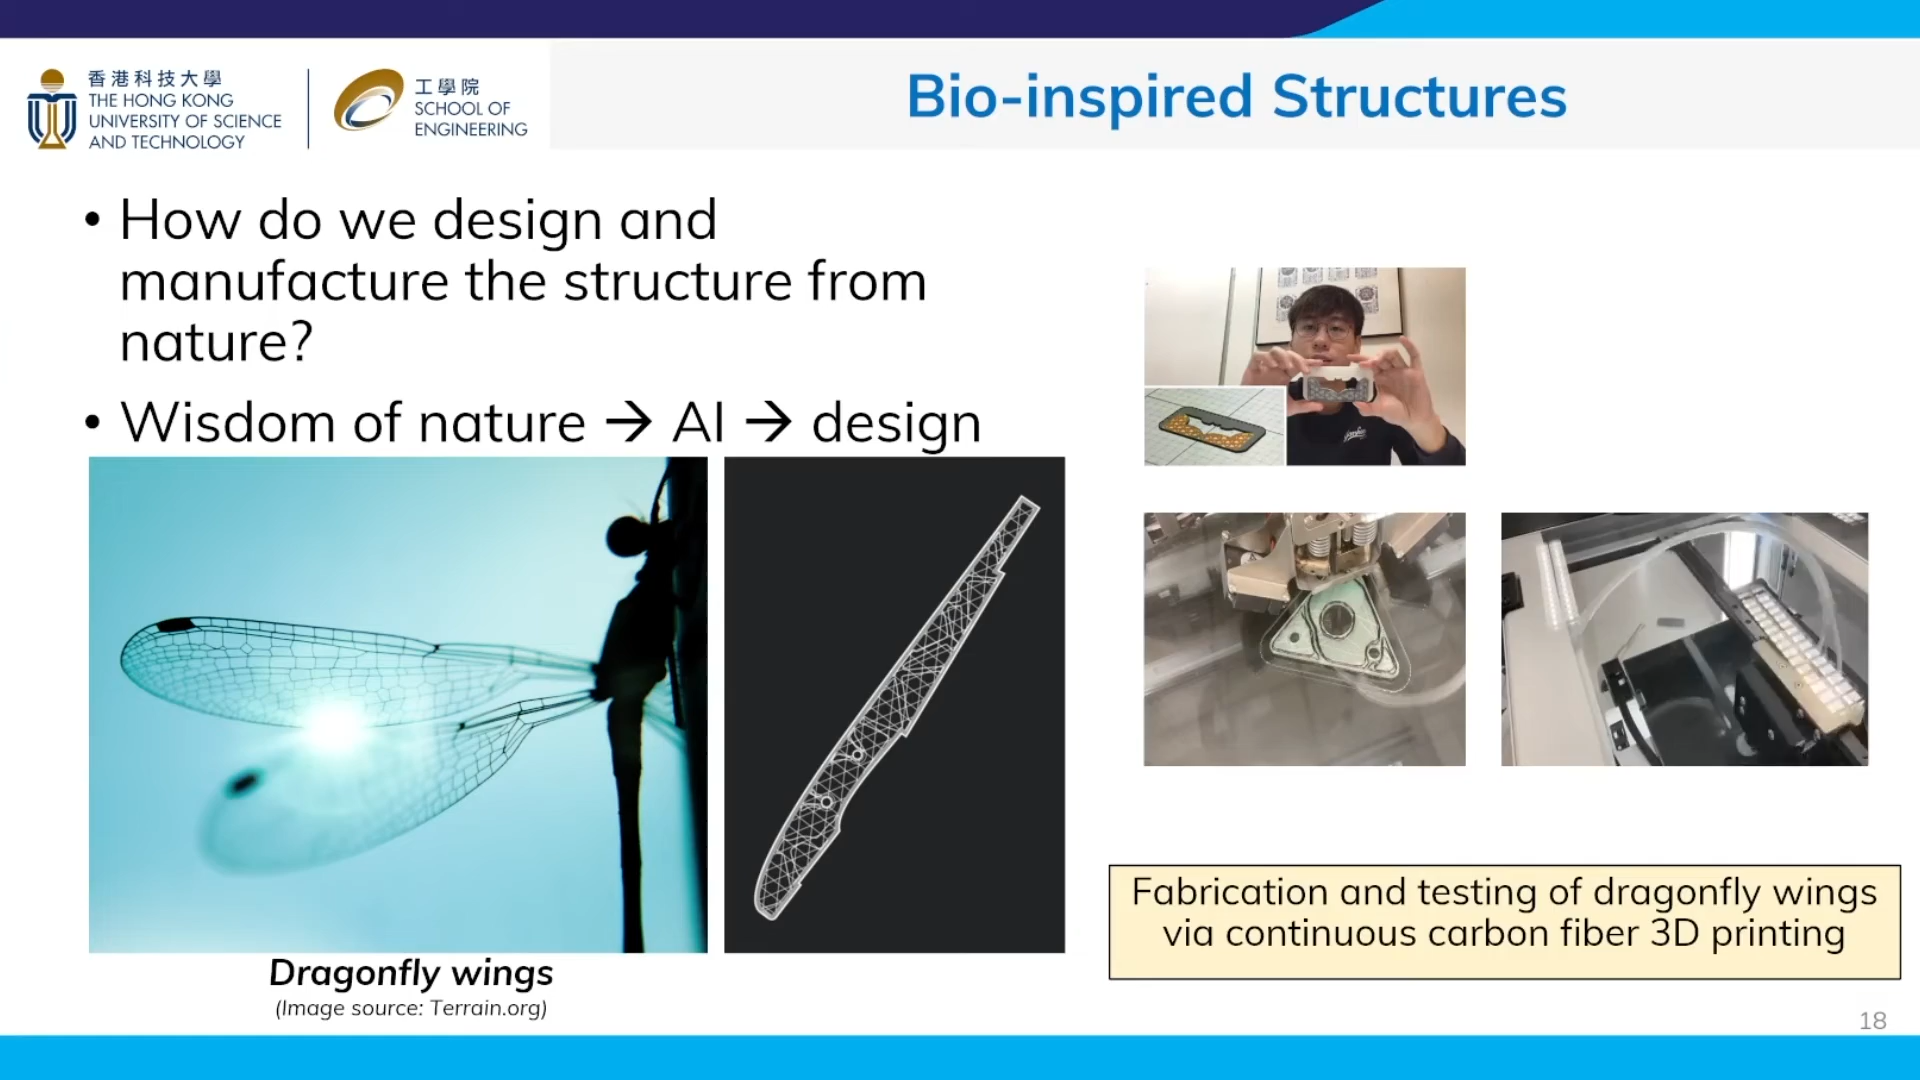 香港科技大學
THE HONG KONG
UNIVERSITY OF SCIENCE
AND TECHNOLOGY
工學院
SCHOOL OF
ENGINEERING
Bio-inspired Structures
• How do we design and
manufacture the structure from
nature?
• Wisdom of nature → AI → design
Dragonfly wings
(Image source: Terrain.org)
Fabrication and testing of dragonfly wings
via continuous carbon fiber 3D printing
18